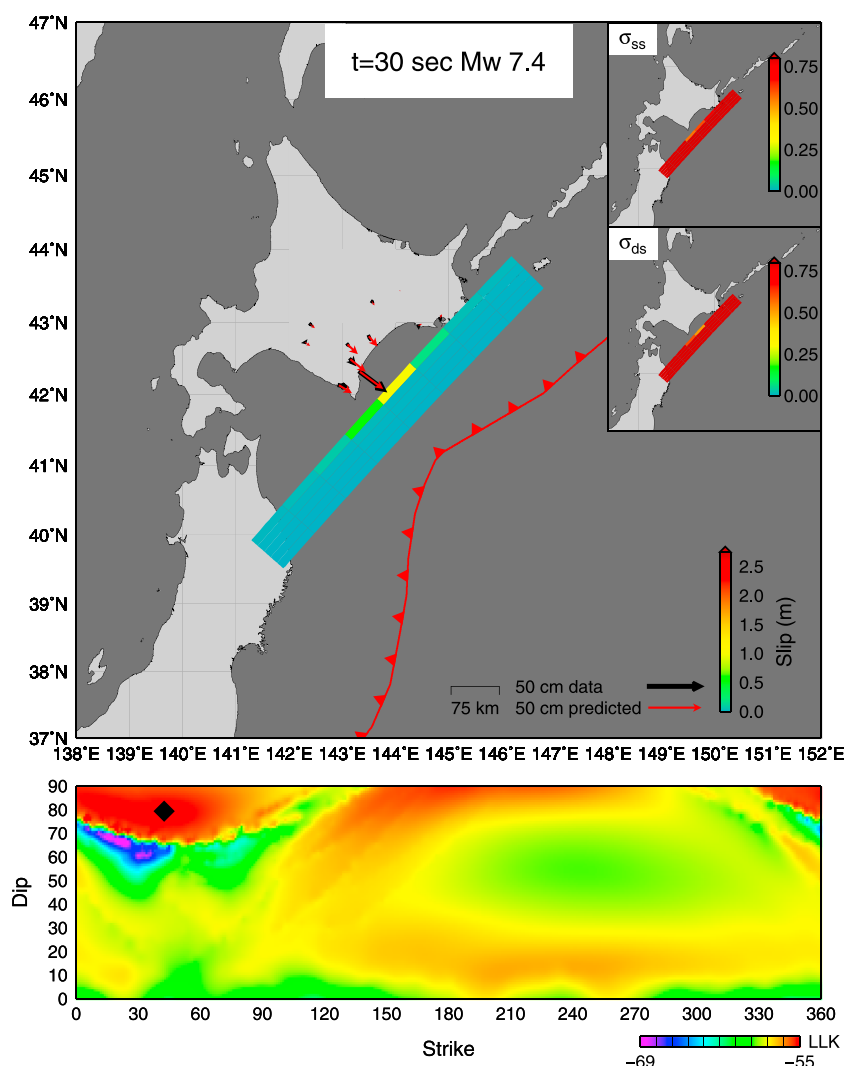 t=30 sec Mw 7.4
47˚N
46˚N
45˚N
44˚N
43˚N
42˚N
41˚N
40˚N
39˚N
38˚N
37˚N
138˚E 139˚E 140˚E 141˚E 142˚E 143˚E 144˚E 145˚E 146˚E 147˚E 148˚E 149˚E 150˚E 151˚E 152˚E
σss
0.75
0.50
0.25
0.00
σds
0.75
0.50
0.25
0.00
2.5
2.0
1.5
1.0
0.5
0.0
Slip (m)
50 cm data
75 km 50 cm predicted
90
80
70
60
50
40
30
20
10
0
Dip
0 30 60 90 120 150 180 210 240 270 300 330 360
Strike
LLK
−69 −55